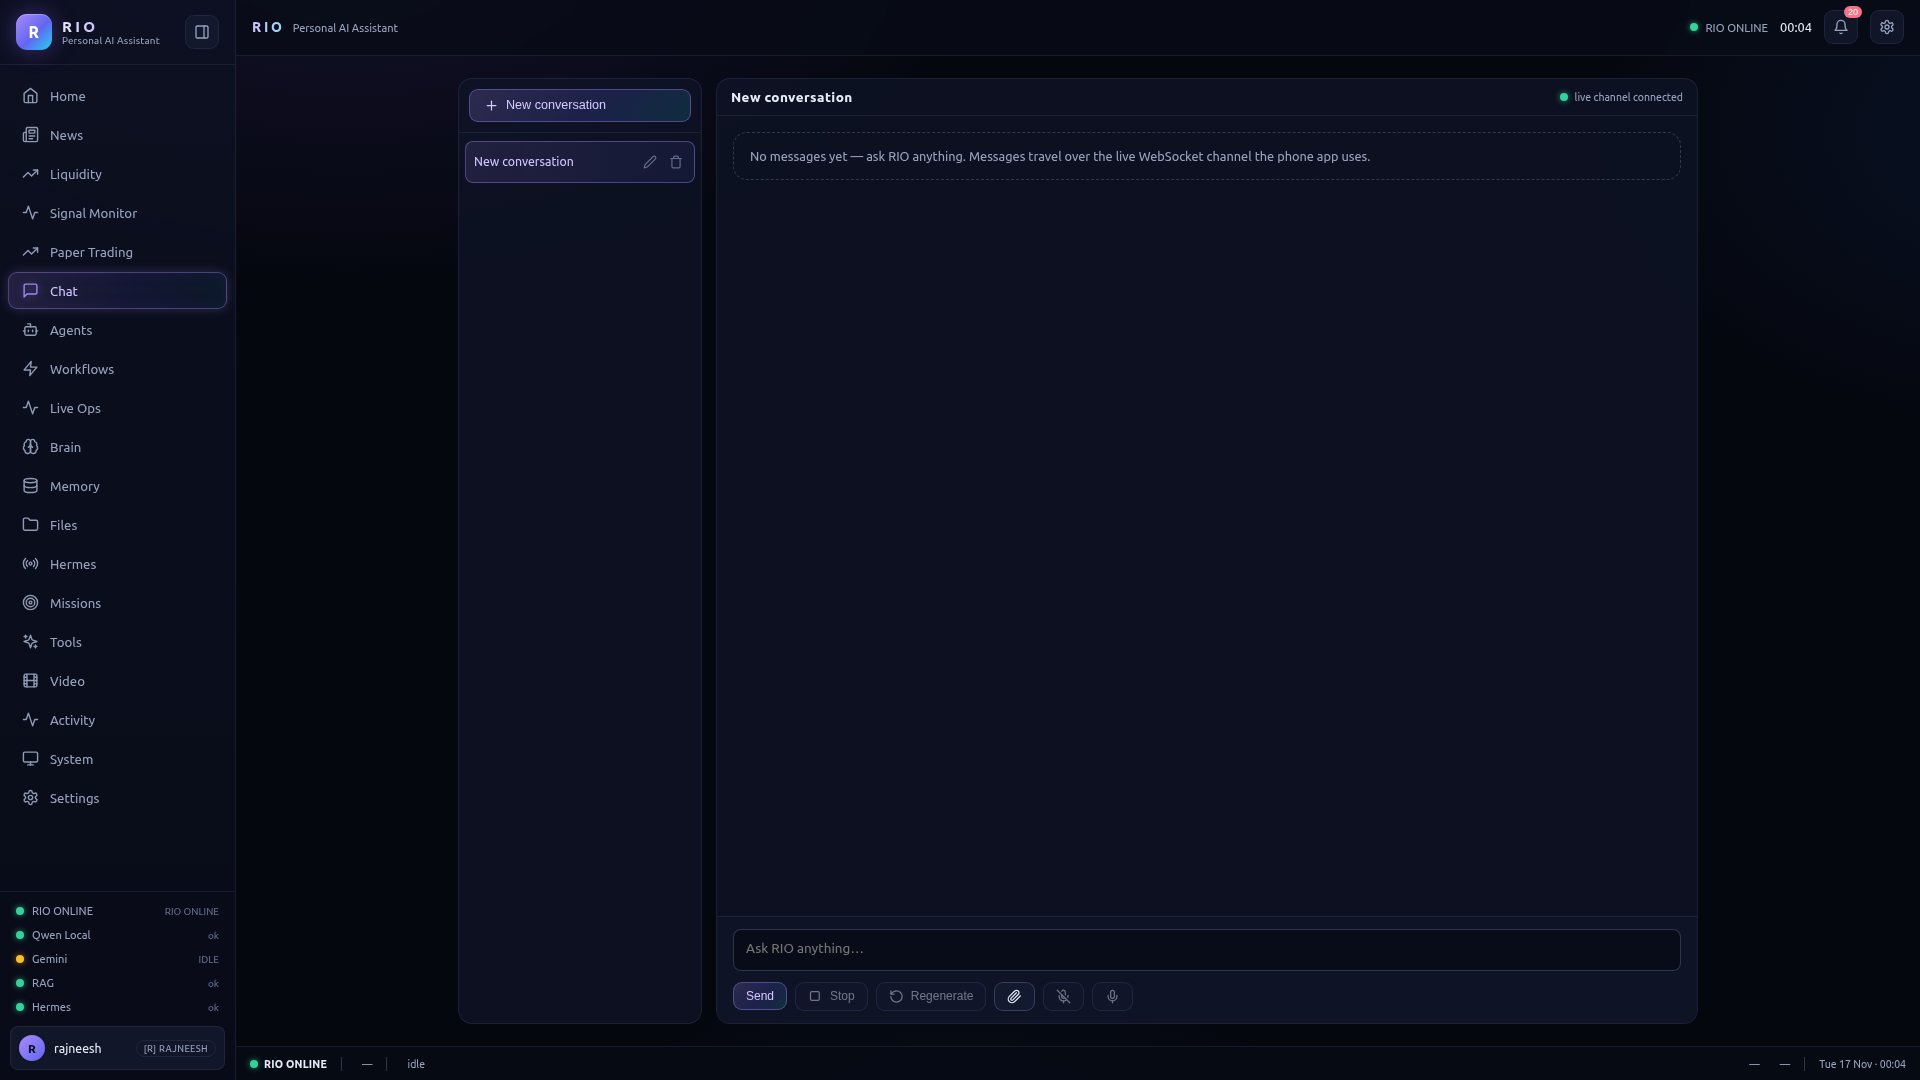 R
RIO
Personal AI Assistant
Home
News
Liquidity
Signal Monitor
Paper Trading
Chat
Agents
Workflows
Live Ops
Brain
Memory
Files
Hermes
Missions
Tools
Video
Activity
System
Settings
RIO ONLINE RIO ONLINE
Qwen Local ok
Gemini IDLE
RAG ok
Hermes ok
R rajneesh [R] RAJNEESH
RIO Personal AI Assistant
RIO ONLINE 00:04 20
New conversation
New conversation
New conversation live channel connected
No messages yet — ask RIO anything. Messages travel over the live WebSocket channel the phone app uses.
Ask RIO anything…
Send Stop Regenerate
RIO ONLINE — idle
— — Tue 17 Nov · 00:04